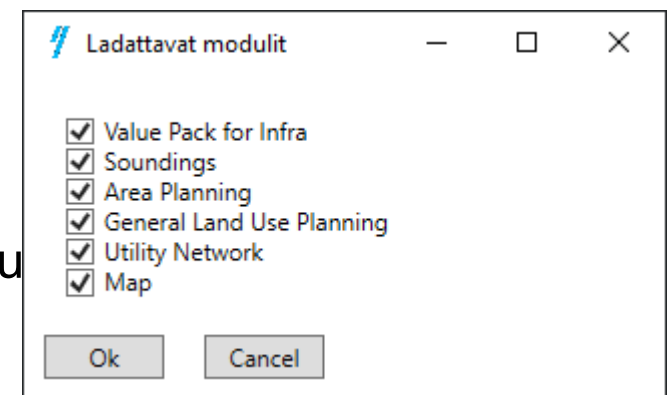 Ladattavat modulit
Value Pack for Infra
Soundings
Area Planning
General Land Use Planning
u
Utility Network
Map
Ok Cancel